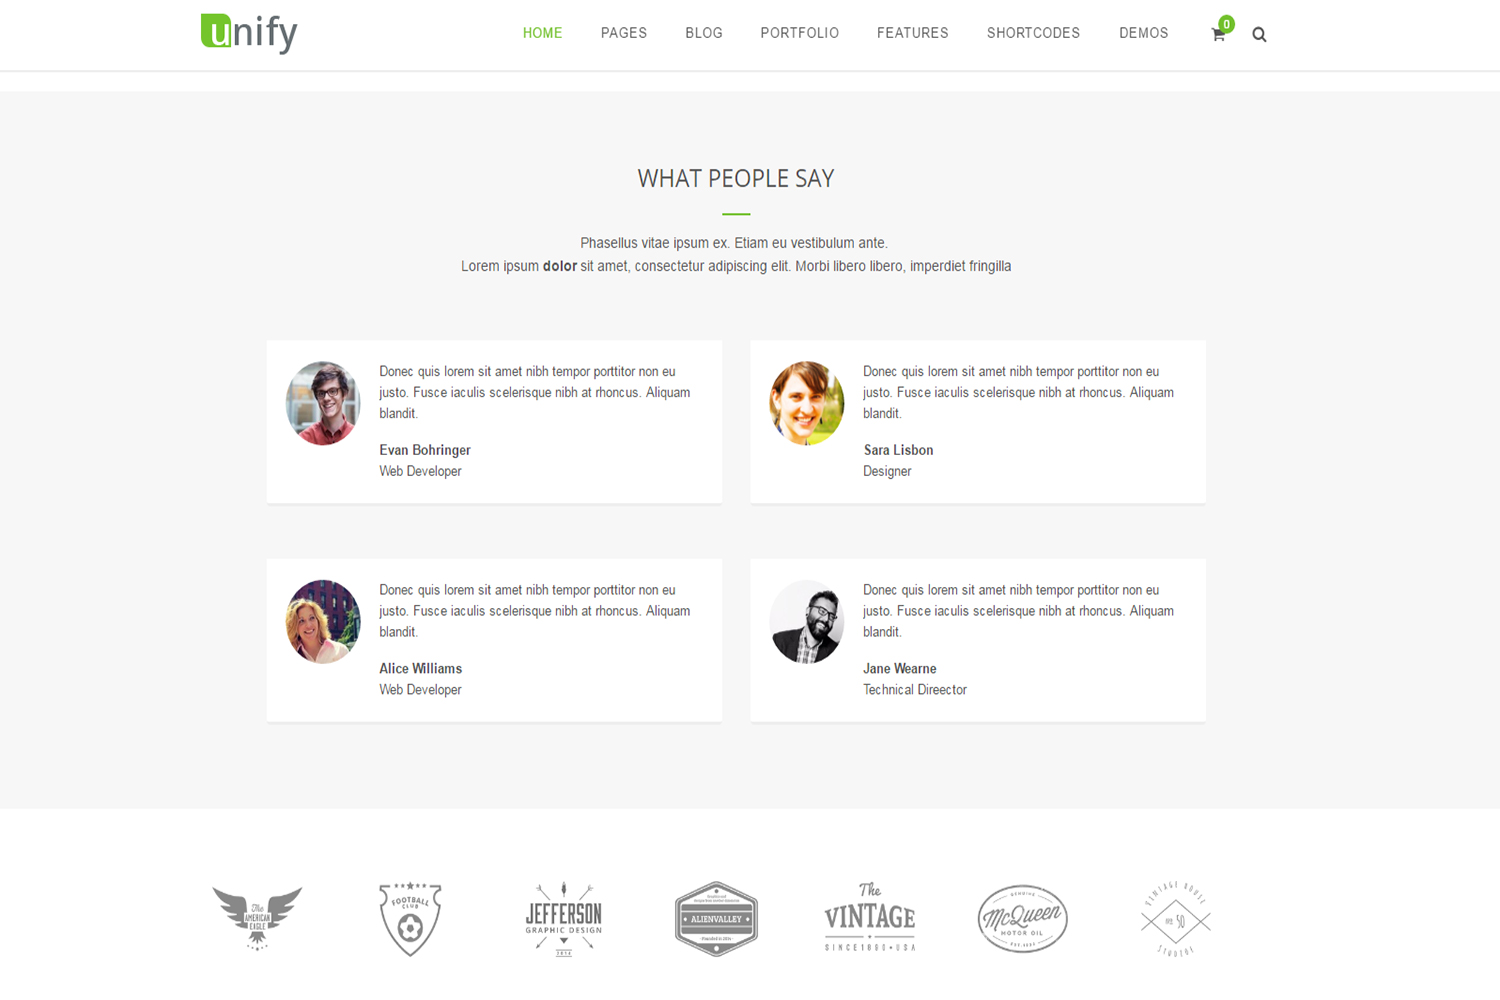 unify
HOME PAGES BLOG PORTFOLIO FEATURES SHORTCODES DEMOS 0
WHAT PEOPLE SAY
Phasellus vitae ipsum ex. Etiam eu vestibulum ante.
Lorem ipsum dolor sit amet, consectetur adipiscing elit. Morbi libero libero, imperdiet fringilla
Donec quis lorem sit amet nibh tempor porttitor non eu
justo. Fusce iaculis scelerisque nibh at rhoncus. Aliquam
blandit.
Evan Bohringer
Web Developer
Donec quis lorem sit amet nibh tempor porttitor non eu
justo. Fusce iaculis scelerisque nibh at rhoncus. Aliquam
blandit.
Sara Lisbon
Designer
Donec quis lorem sit amet nibh tempor porttitor non eu
justo. Fusce iaculis scelerisque nibh at rhoncus. Aliquam
blandit.
Alice Williams
Web Developer
Donec quis lorem sit amet nibh tempor porttitor non eu
justo. Fusce iaculis scelerisque nibh at rhoncus. Aliquam
blandit.
Jane Wearne
Technical Direector
The
AMERICAN
EAGLE
FOOTBALL
CLUB
JEFFERSON
GRAPHIC DESIGN
ALIENVALLEY
The
VINTAGE
SINCE 1800 • USA
GENUINE
McQueen
MOTOR OIL
VINTAGE HOUSE
50
STUDIOS